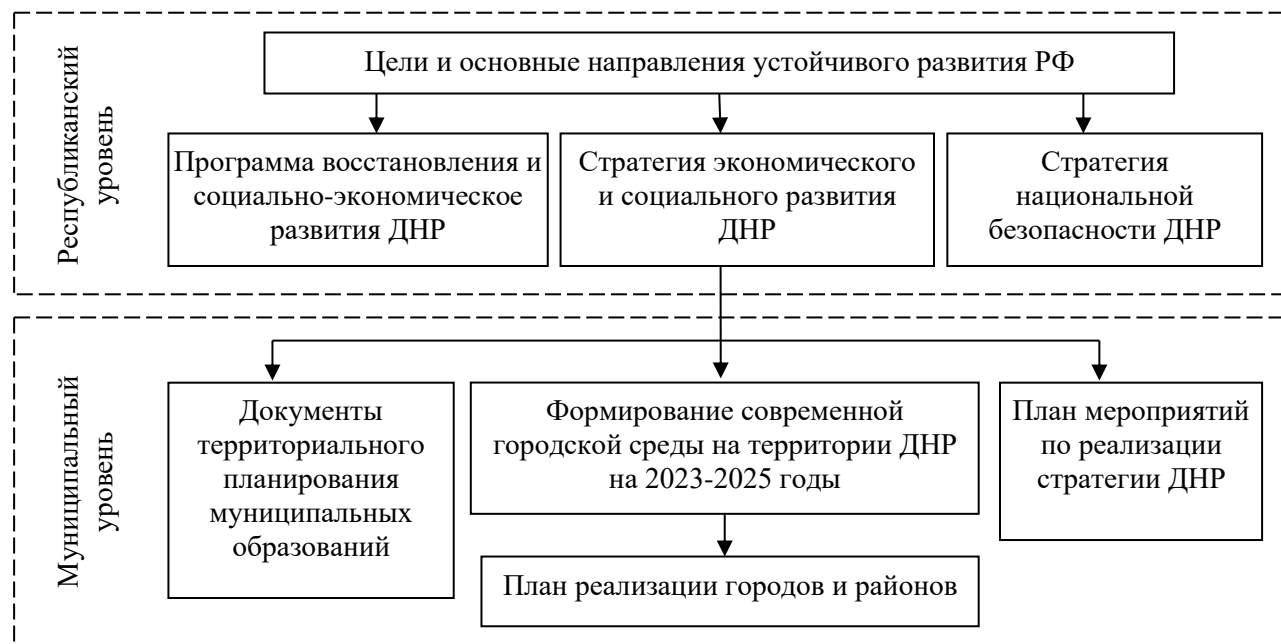 Республиканский
уровень
Цели и основные направления устойчивого развития РФ
Программа восстановления и
социально-экономическое
развития ДНР
Стратегия экономического
и социального развития
ДНР
Стратегия
национальной
безопасности ДНР
Муниципальный
уровень
Документы
территориального
планирования
муниципальных
образований
Формирование современной
городской среды на территории ДНР
на 2023-2025 годы
План мероприятий
по реализации
стратегии ДНР
План реализации городов и районов